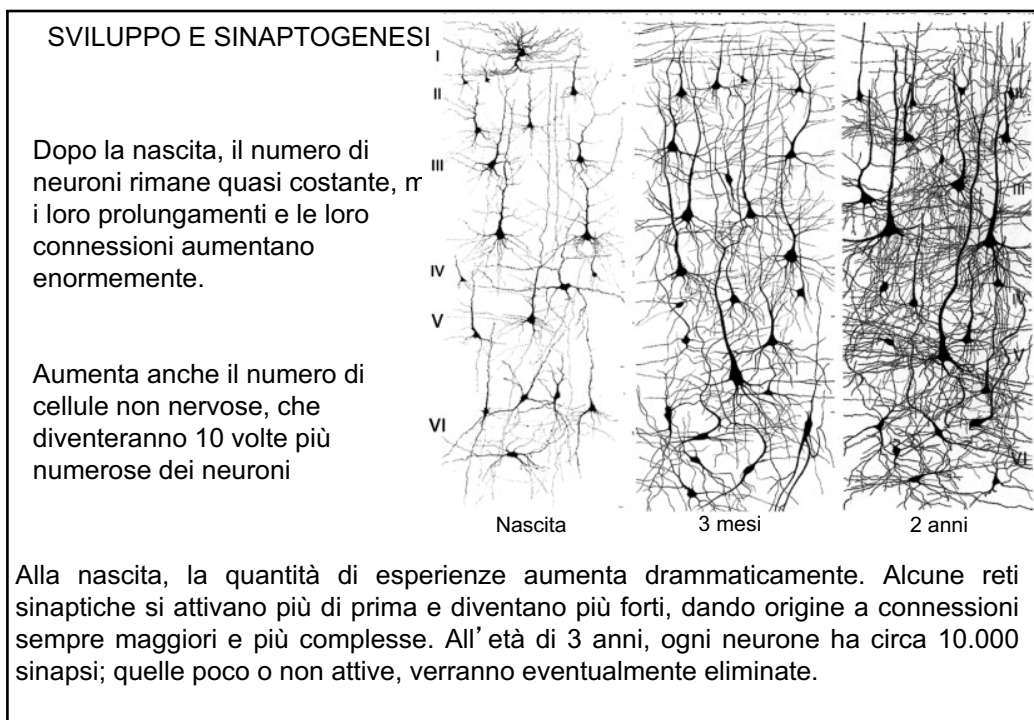 SVILUPPO E SINAPTOGENESI
Dopo la nascita, il numero di
neuroni rimane quasi costante, m
i loro prolungamenti e le loro
connessioni aumentano
enormemente.
Aumenta anche il numero di
cellule non nervose, che
diventeranno 10 volte più
numerose dei neuroni
I
II
III
IV
V
VI
I
II
III
IV
V
VI
Nascita
3 mesi
2 anni
Alla nascita, la quantità di esperienze aumenta drammaticamente. Alcune reti
sinaptiche si attivano più di prima e diventano più forti, dando origine a connessioni
sempre maggiori e più complesse. All’età di 3 anni, ogni neurone ha circa 10.000
sinapsi; quelle poco o non attive, verranno eventualmente eliminate.